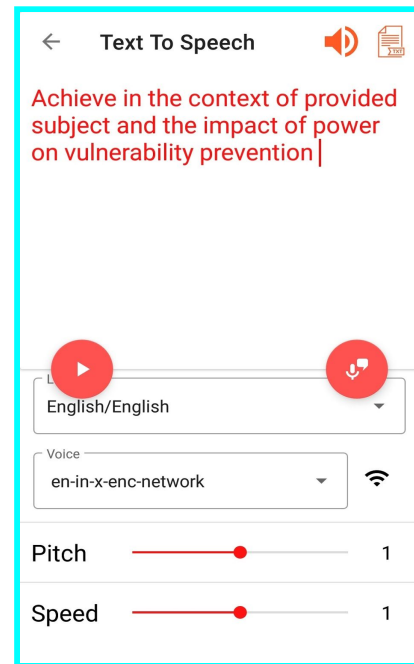 Text To Speech
TXT
Achieve in the context of provided
subject and the impact of power
on vulnerability prevention
English/English
Voice
en-in-x-enc-network
Pitch 1
Speed 1